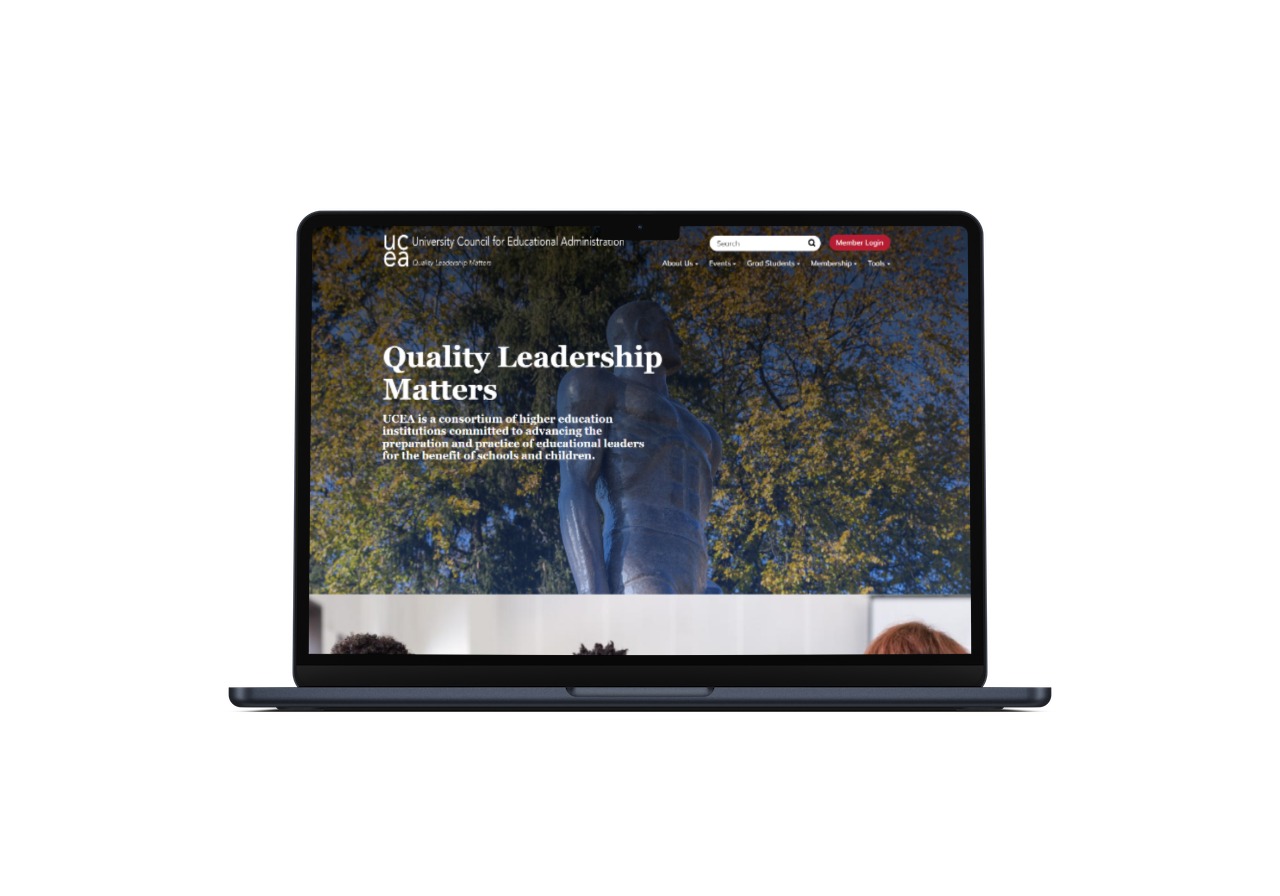 uc
ea
University Council for Educational Administration
Quality Leadership Matters
Search
Member Login
About Us
Events
Grad Students
Membership
Tools
Quality Leadership
Matters
UCEA is a consortium of higher education
institutions committed to advancing the
preparation and practice of educational leaders
for the benefit of schools and children.